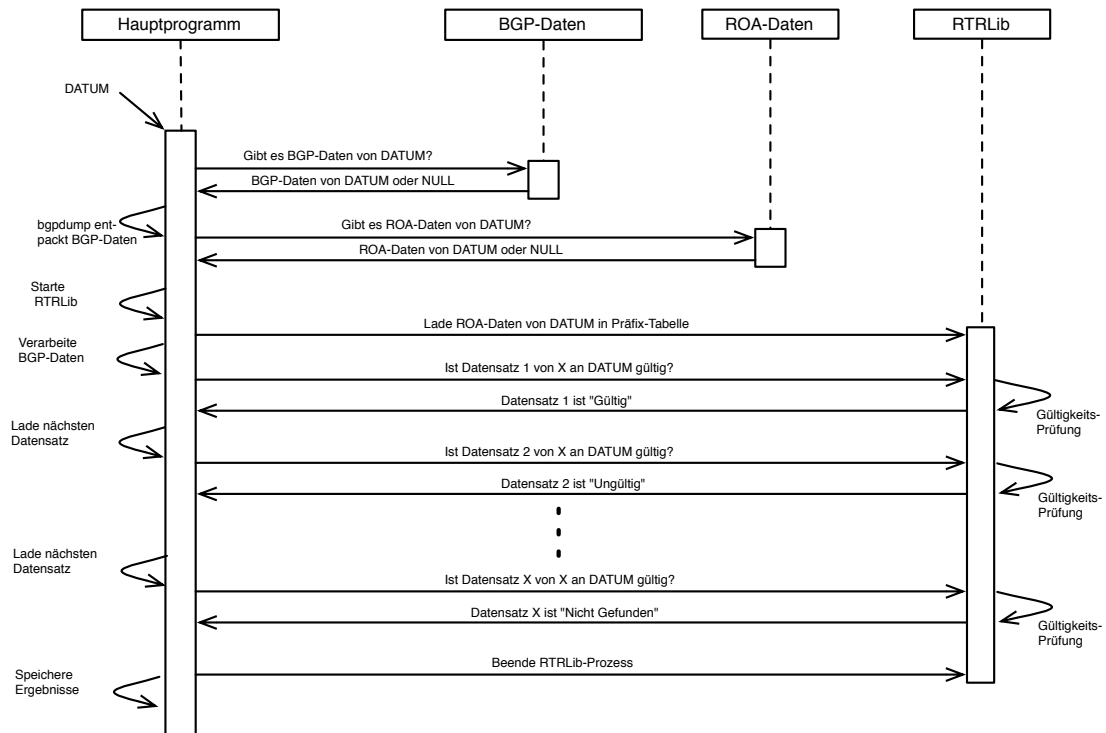 Hauptprogramm
BGP-Daten
ROA-Daten
RTRLib
DATUM
Gibt es BGP-Daten von DATUM?
BGP-Daten von DATUM oder NULL
bgpdump ent-
packt BGP-Daten
Gibt es ROA-Daten von DATUM?
ROA-Daten von DATUM oder NULL
Starte
RTRLib
Lade ROA-Daten von DATUM in Präfix-Tabelle
Verarbeite
BGP-Daten
Ist Datensatz 1 von X an DATUM gültig?
Datensatz 1 ist "Gültig"
Gültigkeits-
Prüfung
Lade nächsten
Datensatz
Ist Datensatz 2 von X an DATUM gültig?
Datensatz 2 ist "Ungültig"
Gültigkeits-
Prüfung
Lade nächsten
Datensatz
Ist Datensatz X von X an DATUM gültig?
Datensatz X ist "Nicht Gefunden"
Gültigkeits-
Prüfung
Beende RTRLib-Prozess
Speichere
Ergebnisse